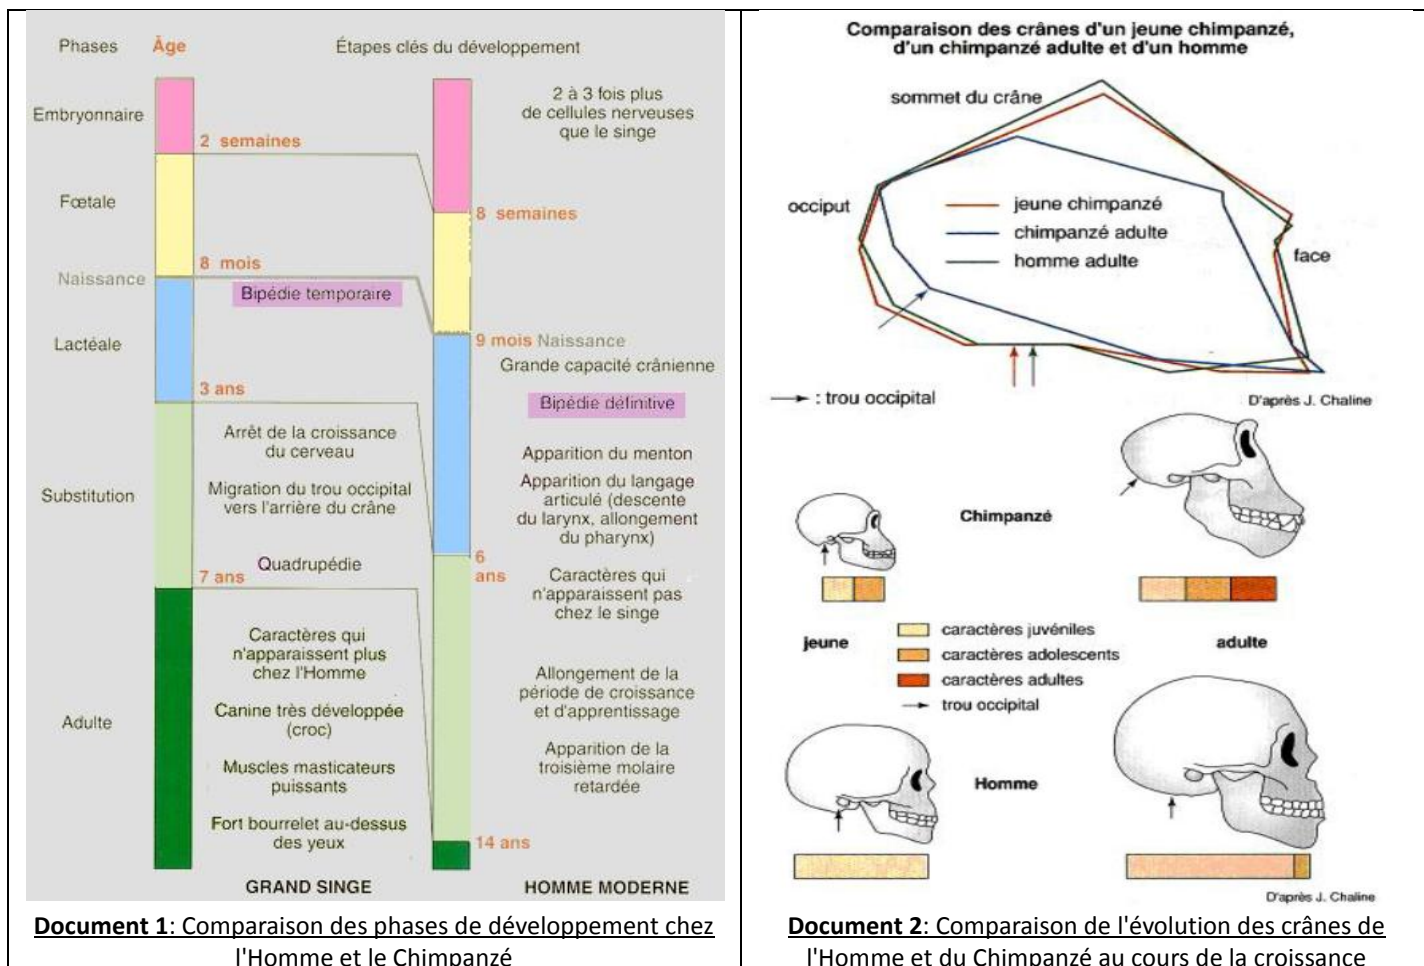 Phases Âge Étapes clés du développement
Embryonnaire
2 semaines
Fœtale
8 mois
Naissance
Bipédie temporaire
Lactéale
3 ans
Arrêt de la croissance
du cerveau
Substitution
Migration du trou occipital
vers l'arrière du crâne
Quadrupédie
7 ans
Caractères qui
n'apparaissent plus
chez l'Homme
Adulte
Canine très développée
(croc)
Muscles masticateurs
puissants
Fort bourrelet au-dessus
des yeux
GRAND SINGE
2 à 3 fois plus
de cellules nerveuses
que le singe
8 semaines
9 mois Naissance
Grande capacité crânienne
Bipédie définitive
Apparition du menton
Apparition du langage
articulé (descente
du larynx, allongement
du pharynx)
6
ans
Caractères qui
n'apparaissent pas
chez le singe
Allongement de la
période de croissance
et d'apprentissage
Apparition de la
troisième molaire
retardée
14 ans
HOMME MODERNE
Document 1: Comparaison des phases de développement chez
l'Homme et le Chimpanzé
Comparaison des crânes d'un jeune chimpanzé,
d'un chimpanzé adulte et d'un homme
sommet du crâne
occiput
jeune chimpanzé
chimpanzé adulte
homme adulte
face
: trou occipital
D'après J. Chaline
Chimpanzé
jeune
caractères juvéniles
caractères adolescents
caractères adultes
trou occipital
adulte
Homme
D'après J. Chaline
Document 2: Comparaison de l'évolution des crânes de
l'Homme et du Chimpanzé au cours de la croissance